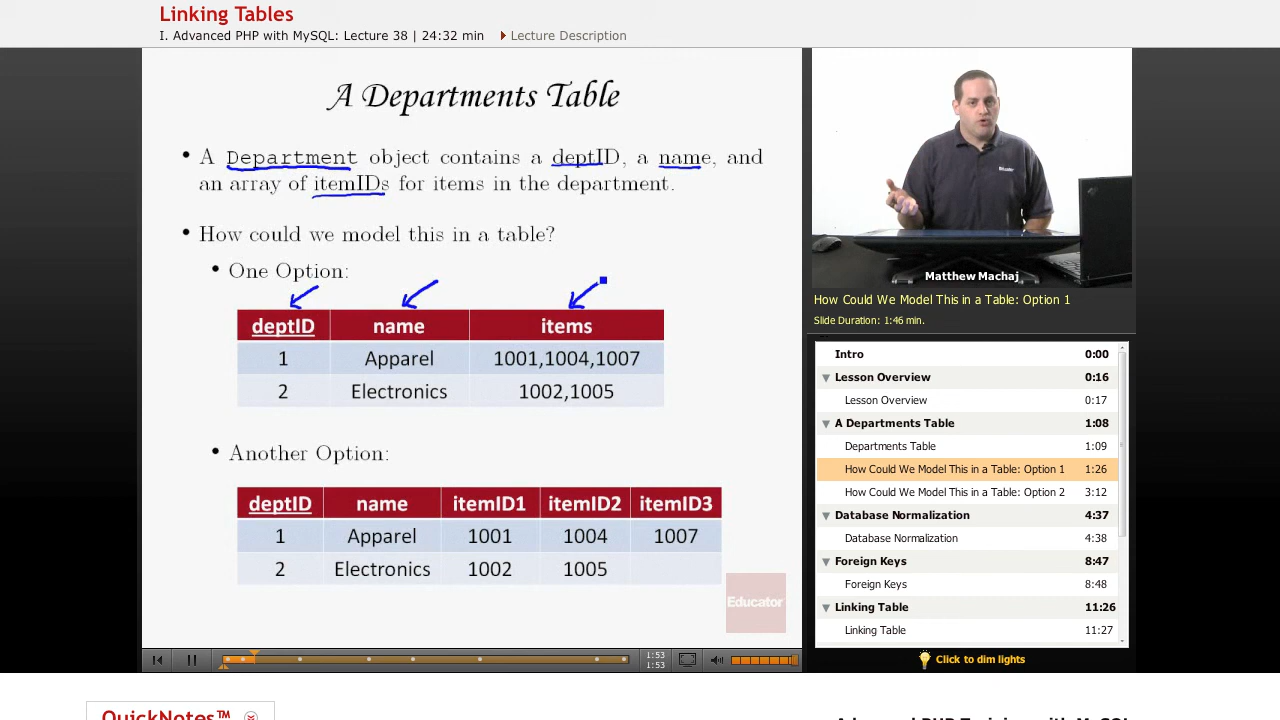 Linking Tables
I. Advanced PHP with MySQL: Lecture 38 | 24:32 min Lecture Description
A Departments Table
• A Department object contains a deptID, a name, and
an array of itemIDs for items in the department.
• How could we model this in a table?
• One Option:
deptID name items
1 Apparel 1001,1004,1007
2 Electronics 1002,1005
• Another Option:
deptID name itemID1 itemID2 itemID3
1 Apparel 1001 1004 1007
2 Electronics 1002 1005
Educator
1:53
1:53
Matthew Machaj
How Could We Model This in a Table: Option 1
Slide Duration: 1:46 min.
Intro 0:00
Lesson Overview 0:16
Lesson Overview 0:17
A Departments Table 1:08
Departments Table 1:09
How Could We Model This in a Table: Option 1 1:26
How Could We Model This in a Table: Option 2 3:12
Database Normalization 4:37
Database Normalization 4:38
Foreign Keys 8:47
Foreign Keys 8:48
Linking Table 11:26
Linking Table 11:27
Click to dim lights
QuickNotes™
Advanced PHP Training with MySQL